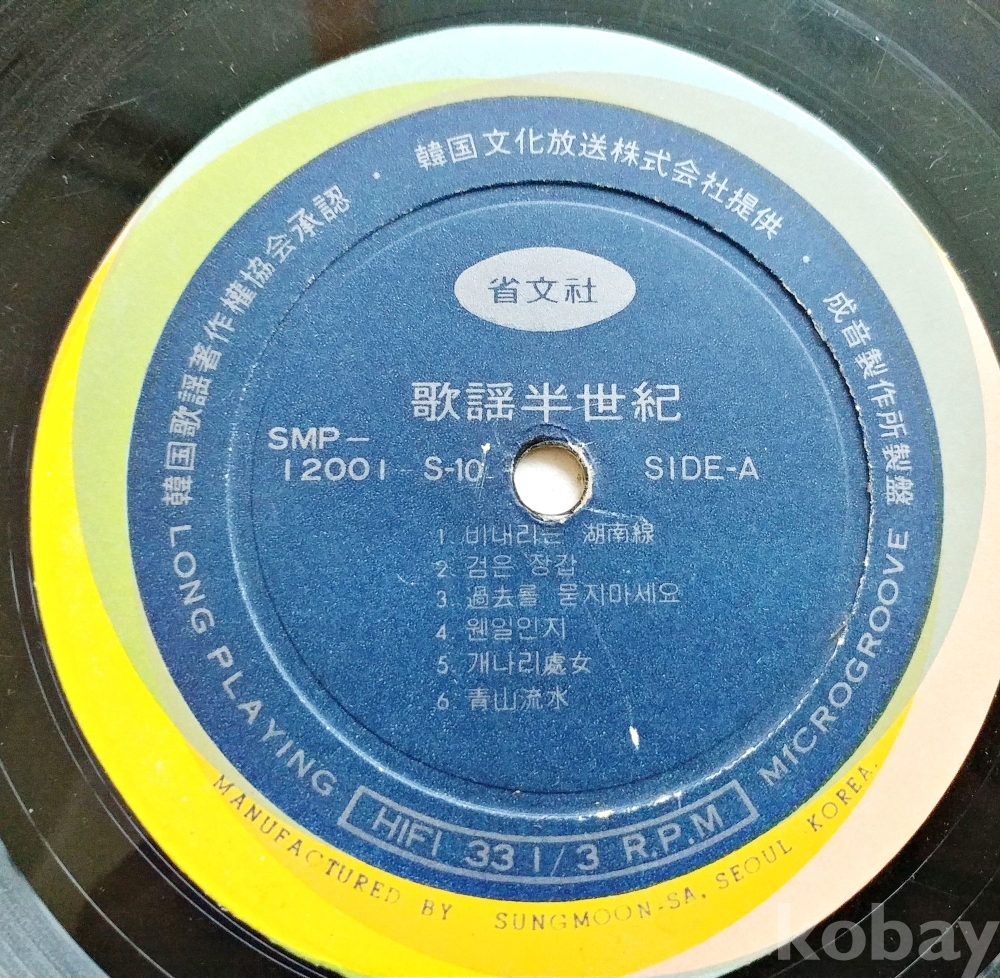 韓国歌謡著作權協会承認 · 韓国文化放送株式会社提供 · 成音製作所製盤
省文社
歌謡半世紀
SMP-
12001 S-10
SIDE-A
1. 비내리는 湖南線
2. 검은 장갑
3. 過去를 묻지마세요
4. 웬일인지
5. 개나리處女
6. 青山流水
LONG PLAYING
HIFI 33 1/3 R.P.M
MICROGROOVE
MANUFACTURED BY SUNGMOON-SA, SEOUL KOREA.
kobay